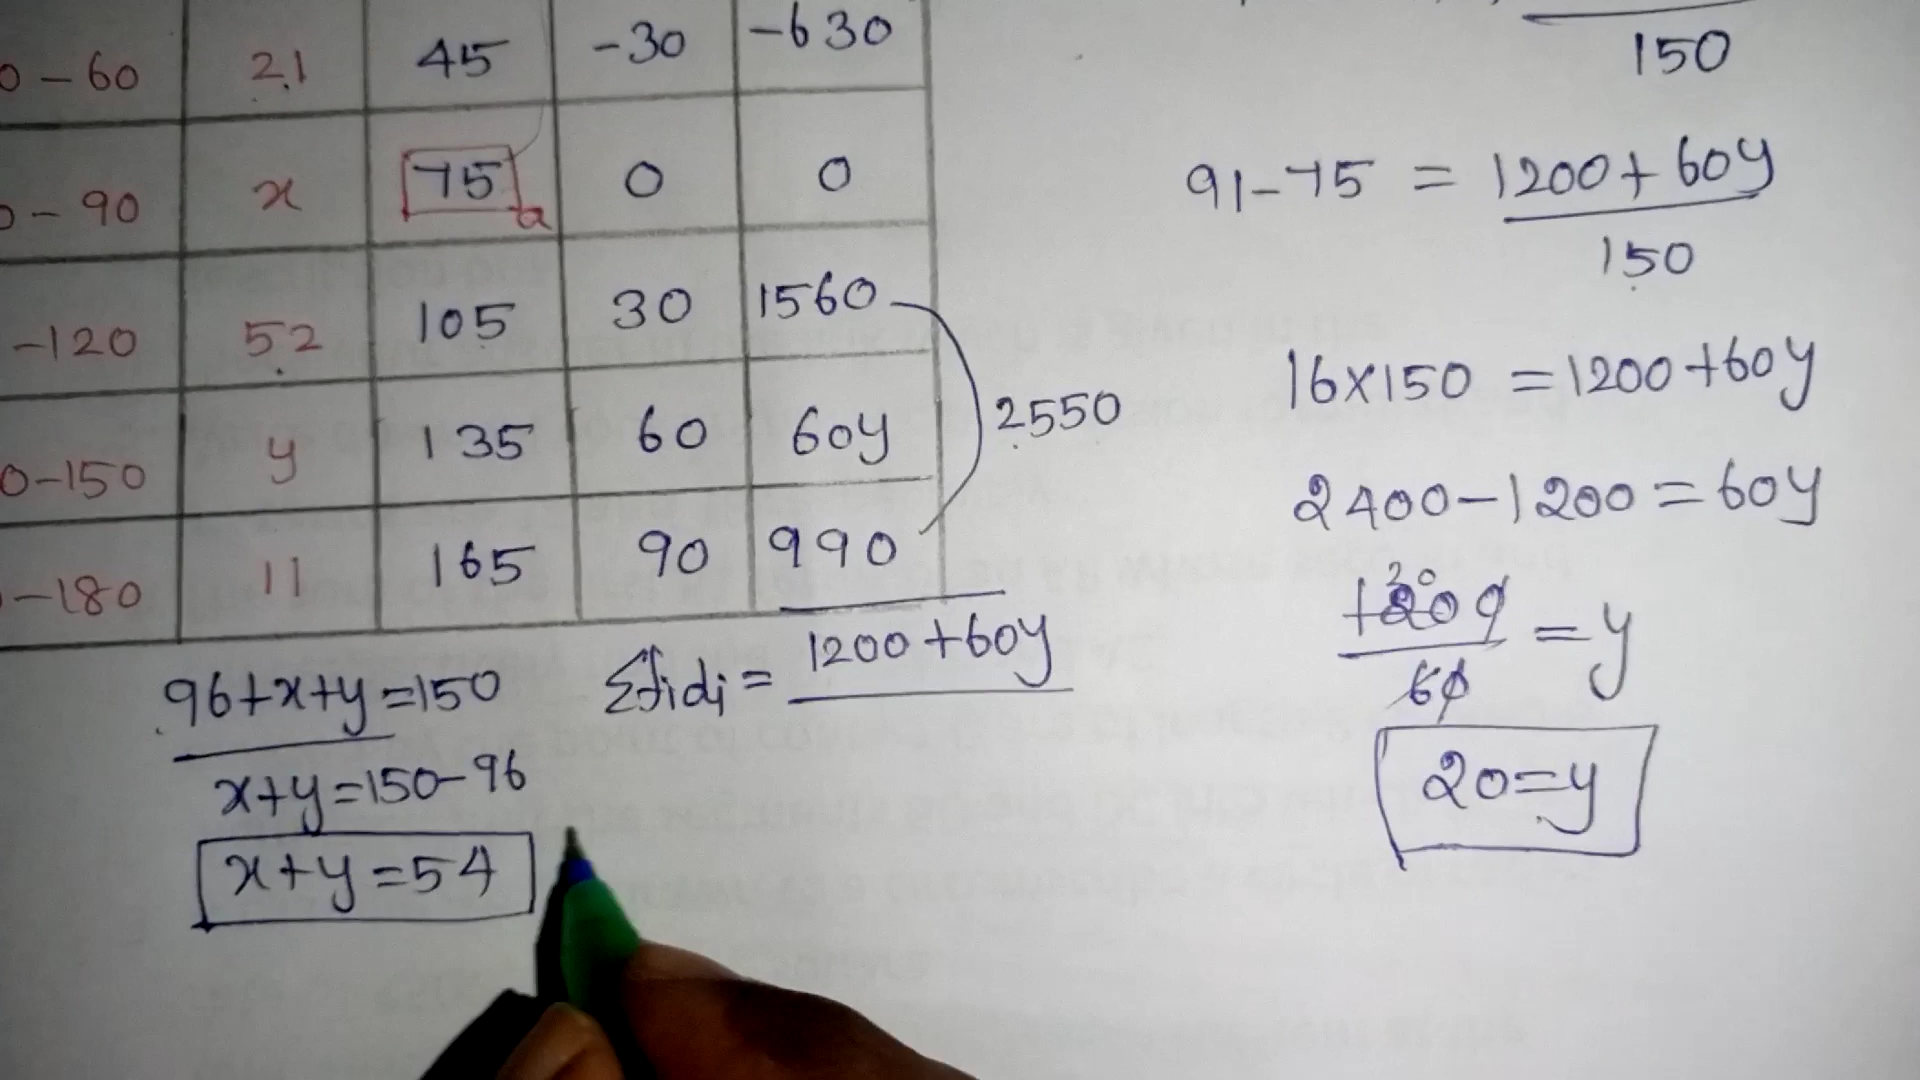 0-60 21 45 -30 -630
0-90 x 75 a 0 0
-120 52 105 30 1560
0-150 y 135 60 60y
-180 11 165 90 990
2550
96+x+y=150
x+y=150-96
x+y=54
Σfidi = 1200+60y
150
91-75 = 1200+60y
150
16×150 = 1200+60y
2400-1200=60y
20
1200 = y
60
20=y